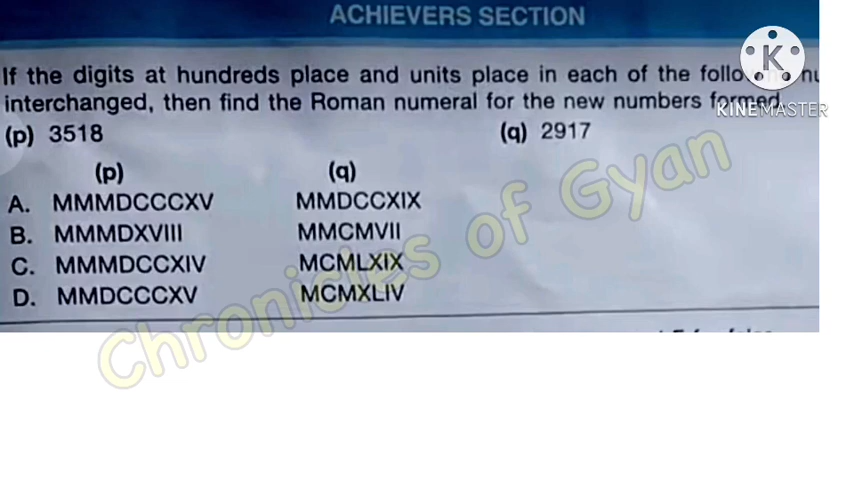 ACHIEVERS SECTION
If the digits at hundreds place and units place in each of the
interchanged, then find the Roman numeral for the new numbers formed.
KINEMASTER
(p) 3518 (q) 2917
(p) (q)
A. MMMDCCCXV MMDCCXIX
B. MMMDXVIII MMCMVII
C. MMMDCCXIV MCMLXIX
D. MMDCCCXV MCMXLIV
Chronicles of Gyan